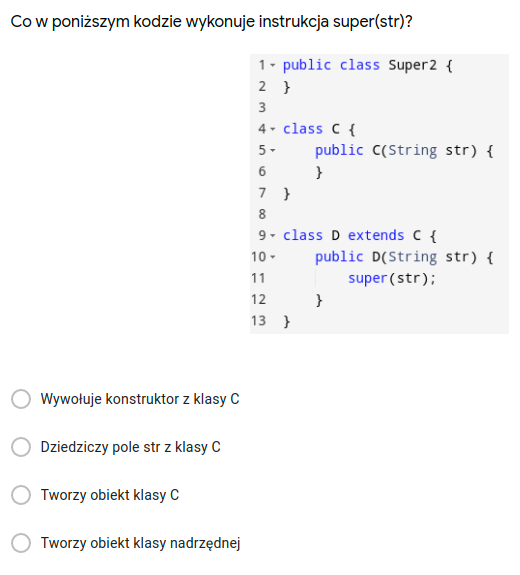 Co w poniższym kodzie wykonuje instrukcja super(str)?
1 public class Super2 {
2 }
3
4 class C {
5     public C(String str) {
6     }
7 }
8
9 class D extends C {
10     public D(String str) {
11         super(str);
12     }
13 }
Wywołuje konstruktor z klasy C
Dziedziczy pole str z klasy C
Tworzy obiekt klasy C
Tworzy obiekt klasy nadrzędnej